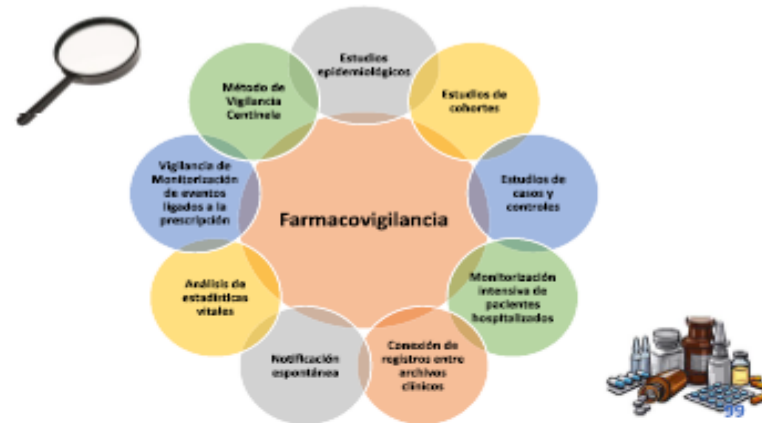 Estudios
epidemiológicos
Estudios de
cohortes
Estudios de
casos y
controles
Monitorización
intensiva de
pacientes
hospitalizados
Conexión de
registros entre
archivos
clínicos
Notificación
espontánea
Análisis de
estadísticas
vitales
Vigilancia de
Monitorización
de eventos
ligados a la
prescripción
Método de
Vigilancia
Centinela
Farmacovigilancia
99